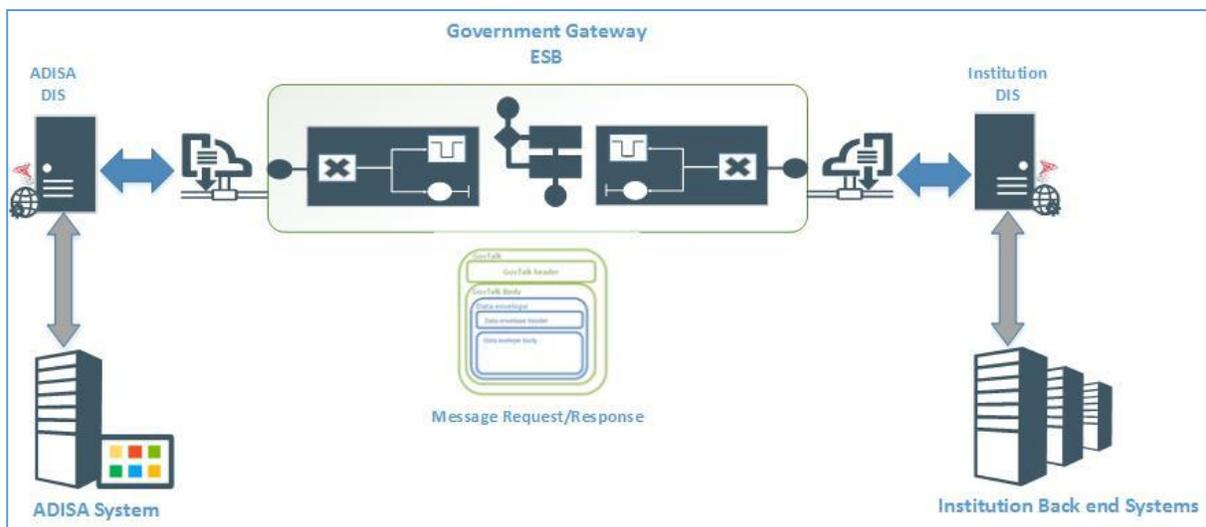 Government Gateway
ESB
ADISA
DIS
Institution
DIS
GovTalk
GovTalk header
GovTalk Body
Data envelope
Data envelope header
Data envlope body
Message Request/Response
ADISA System
Institution Back end Systems